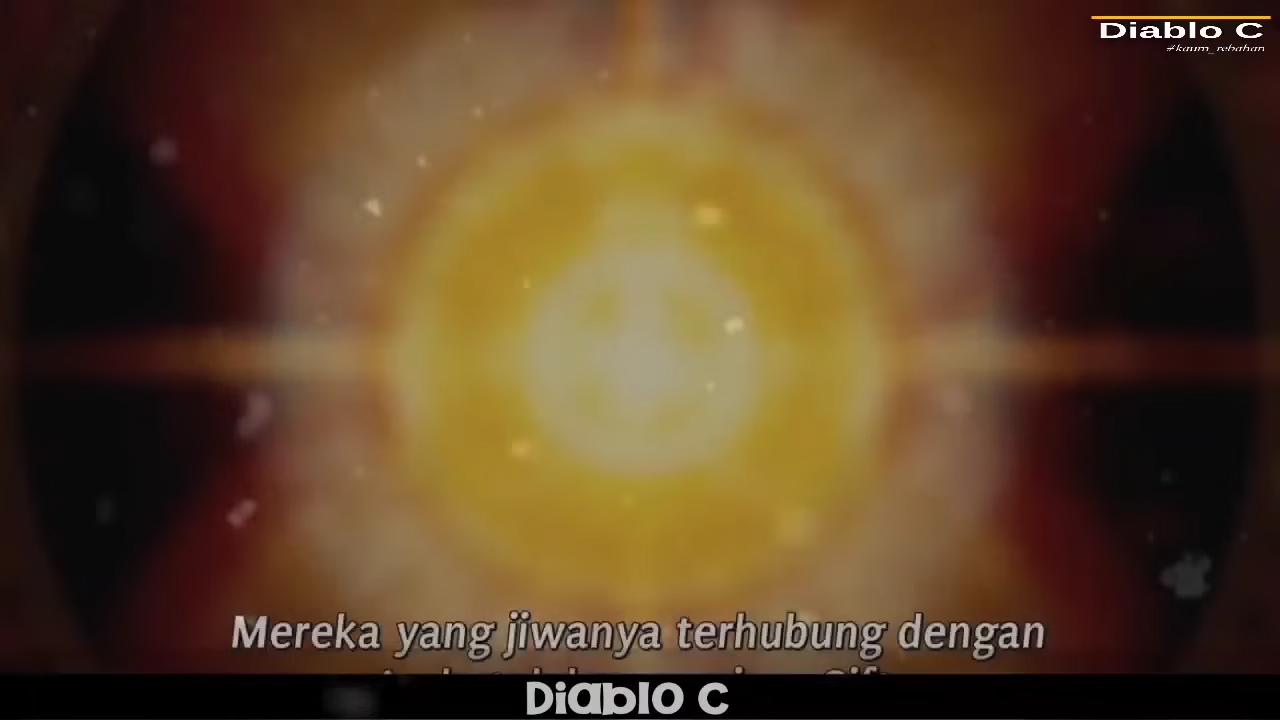 Diablo C
#kaum_rebahan
Mereka yang jiwanya terhubung dengan
Diablo C